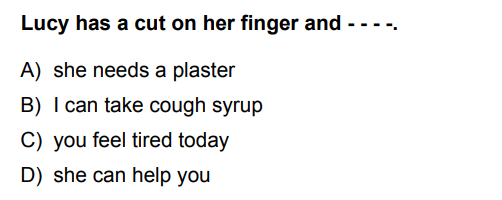 Lucy has a cut on her finger and - - - -.
A) she needs a plaster
B) I can take cough syrup
C) you feel tired today
D) she can help you